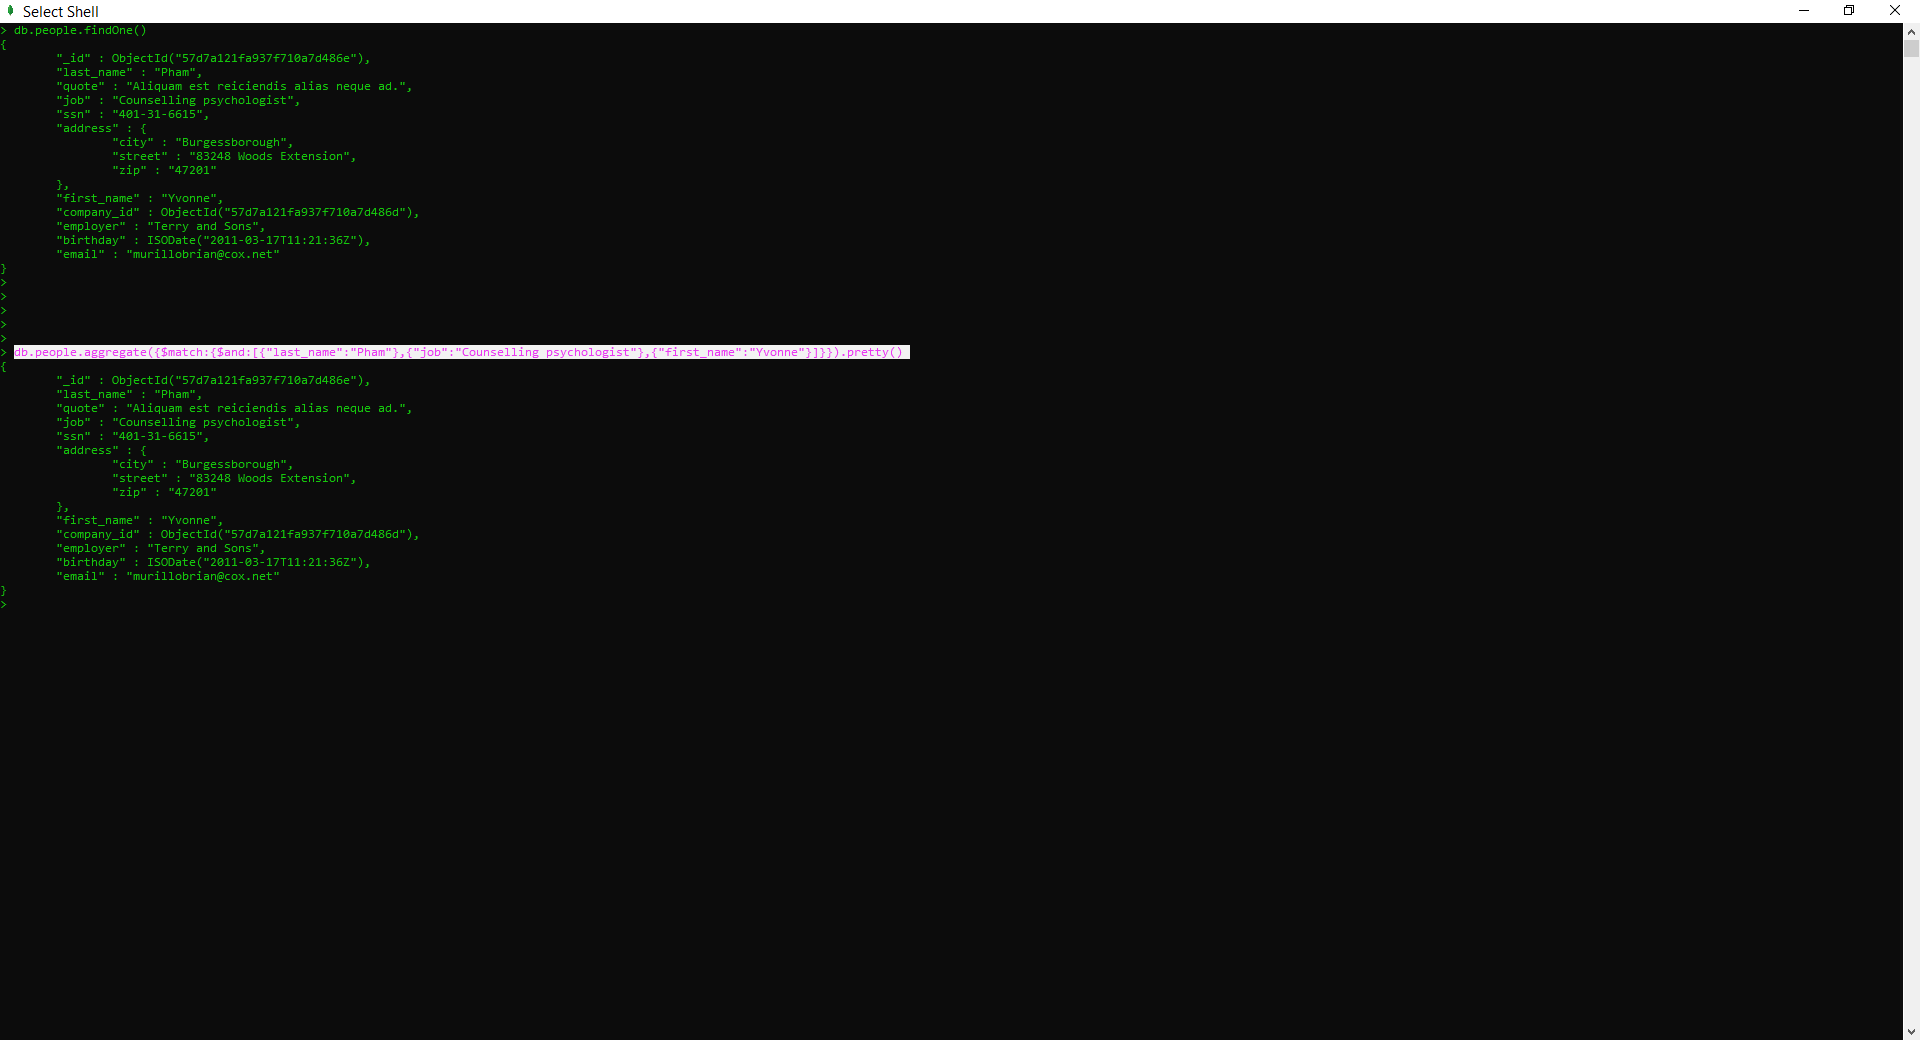 Select Shell
> db.people.findOne()
{
        "_id" : ObjectId("57d7a121fa937f710a7d486e"),
        "last_name" : "Pham",
        "quote" : "Aliquam est reiciendis alias neque ad.",
        "job" : "Counselling psychologist",
        "ssn" : "401-31-6615",
        "address" : {
                "city" : "Burgessborough",
                "street" : "83248 Woods Extension",
                "zip" : "47201"
        },
        "first_name" : "Yvonne",
        "company_id" : ObjectId("57d7a121fa937f710a7d486d"),
        "employer" : "Terry and Sons",
        "birthday" : ISODate("2011-03-17T11:21:36Z"),
        "email" : "murillobrian@cox.net"
}
>
>
>
>
>
> db.people.aggregate({$match:{$and:[{"last_name":"Pham"},{"job":"Counselling psychologist"},{"first_name":"Yvonne"}]}}).pretty()
{
        "_id" : ObjectId("57d7a121fa937f710a7d486e"),
        "last_name" : "Pham",
        "quote" : "Aliquam est reiciendis alias neque ad.",
        "job" : "Counselling psychologist",
        "ssn" : "401-31-6615",
        "address" : {
                "city" : "Burgessborough",
                "street" : "83248 Woods Extension",
                "zip" : "47201"
        },
        "first_name" : "Yvonne",
        "company_id" : ObjectId("57d7a121fa937f710a7d486d"),
        "employer" : "Terry and Sons",
        "birthday" : ISODate("2011-03-17T11:21:36Z"),
        "email" : "murillobrian@cox.net"
}
>